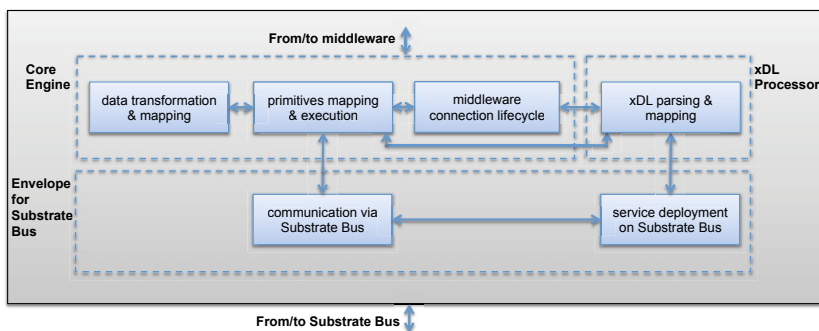 From/to middleware
Core
Engine
xDL
Processor
data transformation
& mapping
primitives mapping
& execution
middleware
connection lifecycle
xDL parsing &
mapping
Envelope
for
Substrate
Bus
communication via
Substrate Bus
service deployment
on Substrate Bus
From/to Substrate Bus